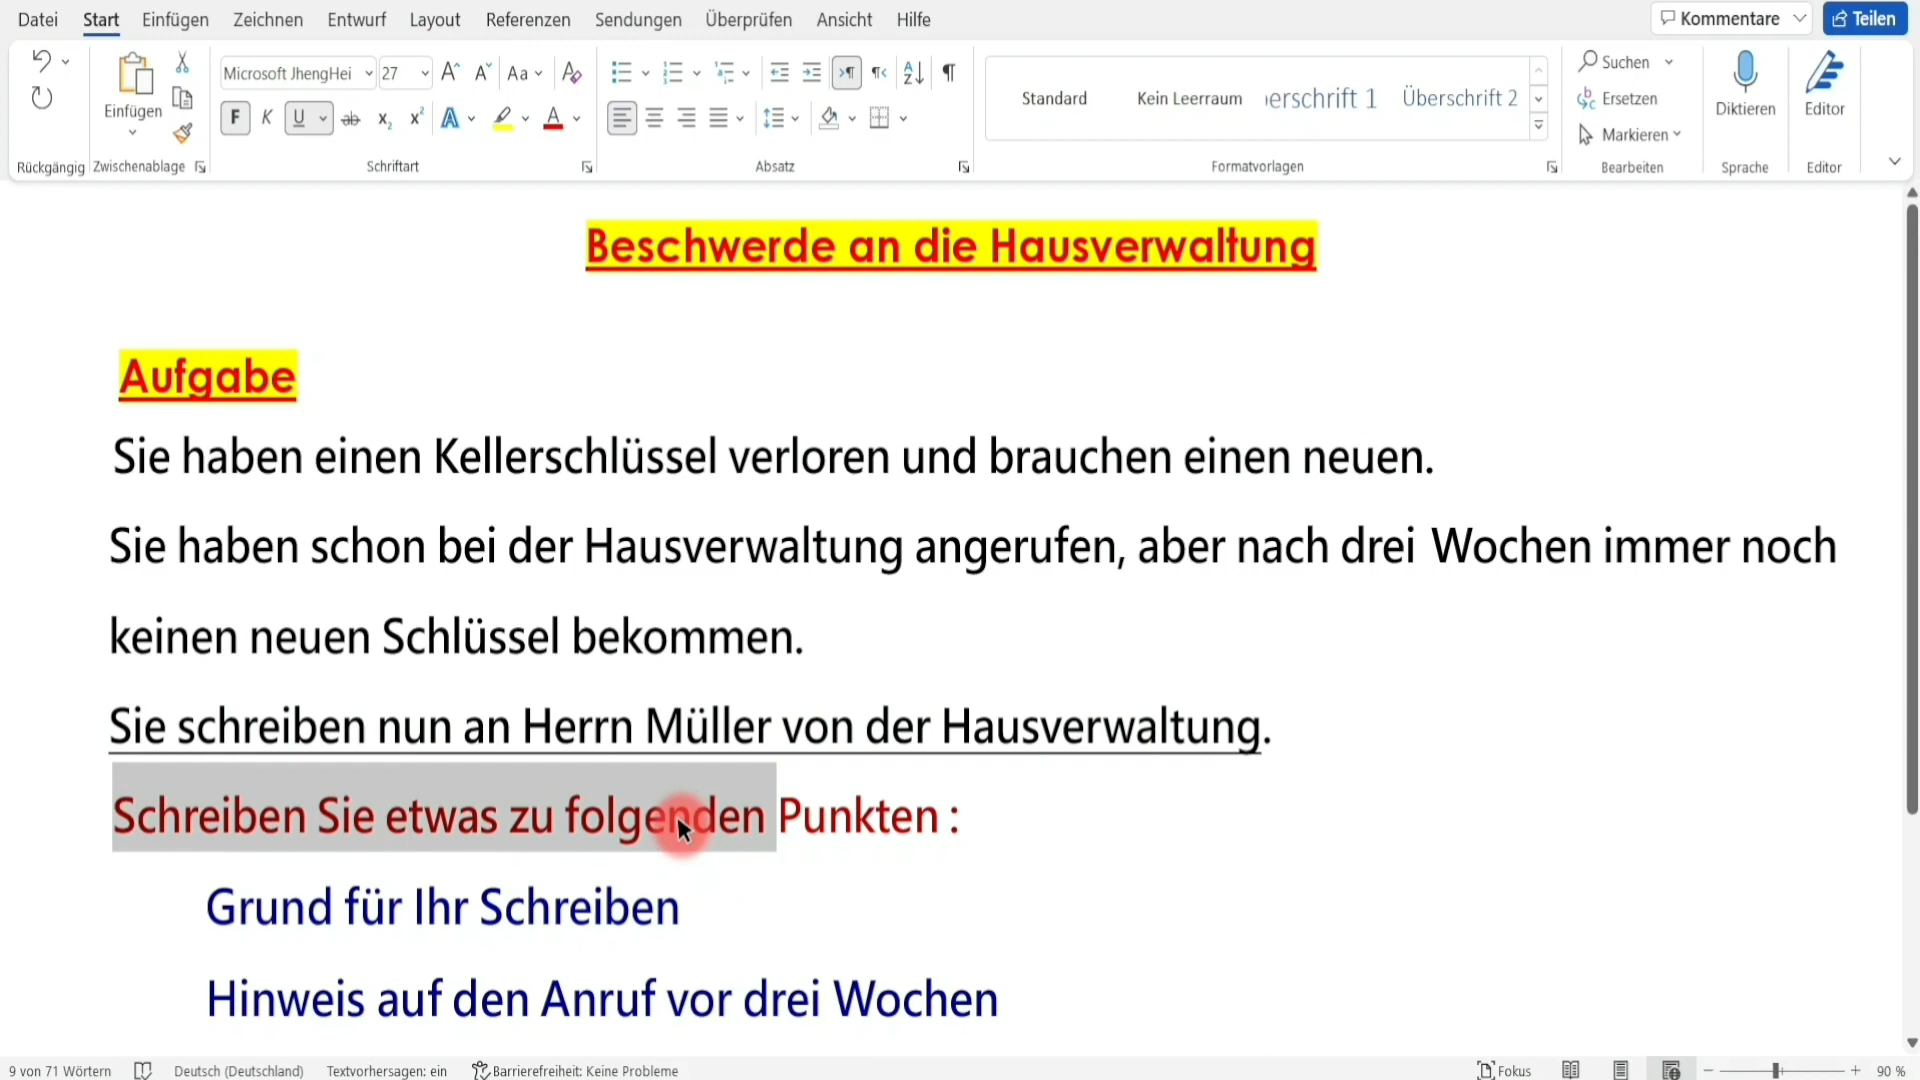 Datei Start Einfügen Zeichnen Entwurf Layout Referenzen Sendungen Überprüfen Ansicht Hilfe Kommentare Teilen
Microsoft JhengHei 27 Aa
Standard Kein Leerraum erschrift 1 Überschrift 2
Suchen
Ersetzen
Markieren
Einfügen
F K U ab
Diktieren Editor
Rückgängig Zwischenablage Schriftart Absatz Formatvorlagen Bearbeiten Sprache Editor
Beschwerde an die Hausverwaltung
Aufgabe
Sie haben einen Kellerschlüssel verloren und brauchen einen neuen.
Sie haben schon bei der Hausverwaltung angerufen, aber nach drei Wochen immer noch
keinen neuen Schlüssel bekommen.
Sie schreiben nun an Herrn Müller von der Hausverwaltung.
Schreiben Sie etwas zu folgenden Punkten :
Grund für Ihr Schreiben
Hinweis auf den Anruf vor drei Wochen
9 von 71 Wörtern Deutsch (Deutschland) Textvorhersagen: ein Barrierefreiheit: Keine Probleme Fokus 90 %